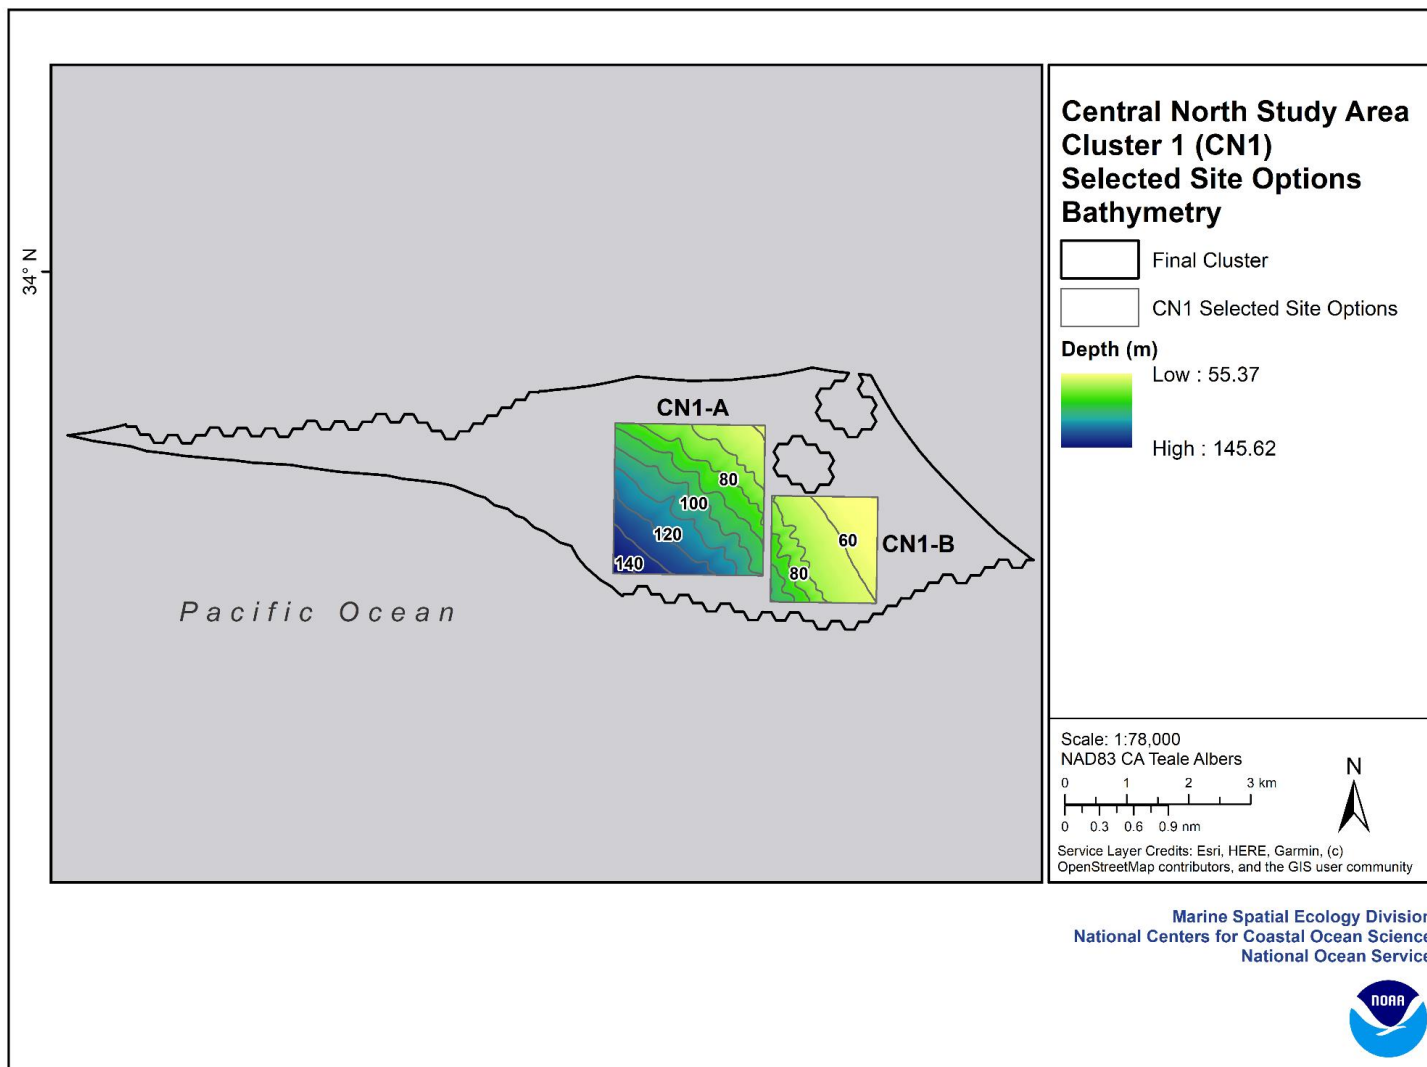 34° N
CN1-A
80
100
120
140
60
CN1-B
80
Pacific Ocean
Central North Study Area
Cluster 1 (CN1)
Selected Site Options
Bathymetry
Final Cluster
CN1 Selected Site Options
Depth (m)
Low : 55.37
High : 145.62
Scale: 1:78,000
NAD83 CA Teale Albers
0 1 2 3 km
0 0.3 0.6 0.9 nm
N
Service Layer Credits: Esri, HERE, Garmin, (c)
OpenStreetMap contributors, and the GIS user community
Marine Spatial Ecology Division
National Centers for Coastal Ocean Science
National Ocean Service
NOAA